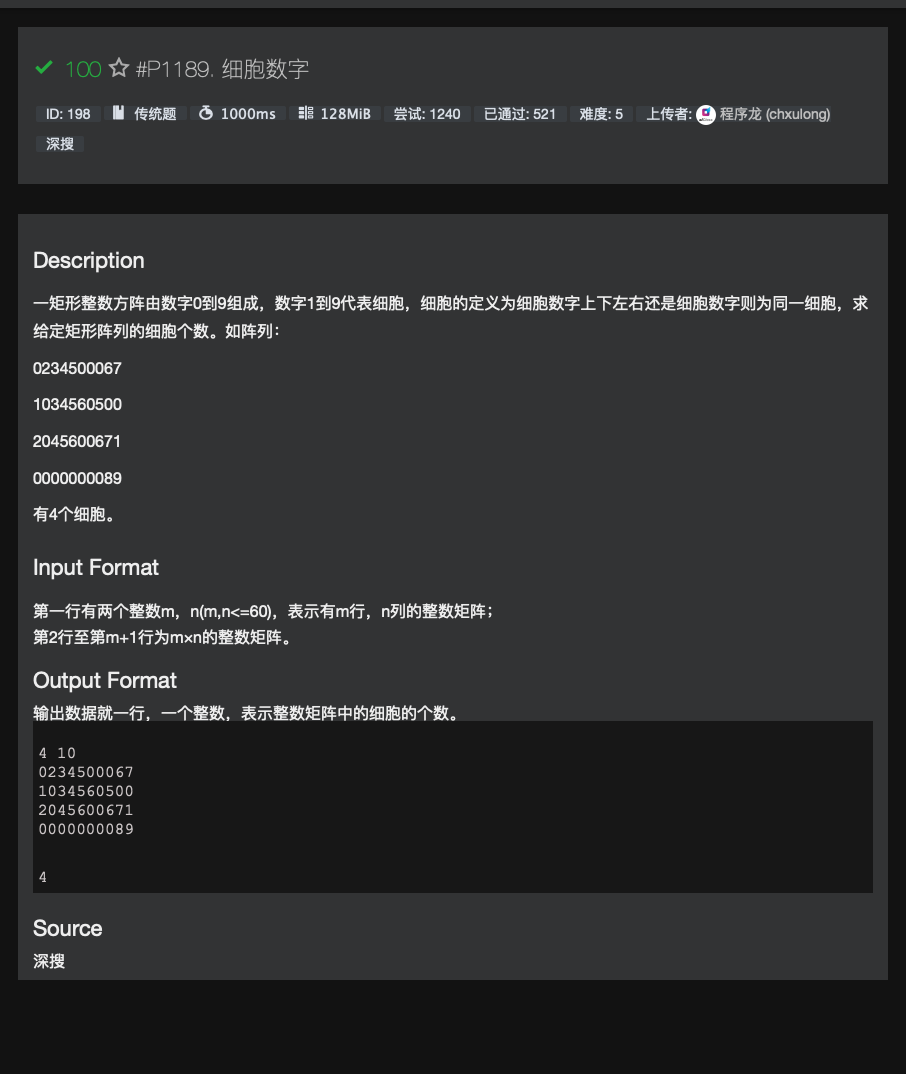 100 #P1189. 细胞数字
ID: 198 传统题 1000ms 128MiB 尝试: 1240 已通过: 521 难度: 5 上传者: 程序龙 (chxulong)
深搜
Description
一矩形整数方阵由数字0到9组成，数字1到9代表细胞，细胞的定义为细胞数字上下左右还是细胞数字则为同一细胞，求
给定矩形阵列的细胞个数。如阵列：
0234500067
1034560500
2045600671
0000000089
有4个细胞。
Input Format
第一行有两个整数m，n(m,n<=60)，表示有m行，n列的整数矩阵；
第2行至第m+1行为m×n的整数矩阵。
Output Format
输出数据就一行，一个整数，表示整数矩阵中的细胞的个数。
4 10
0234500067
1034560500
2045600671
0000000089
4
Source
深搜